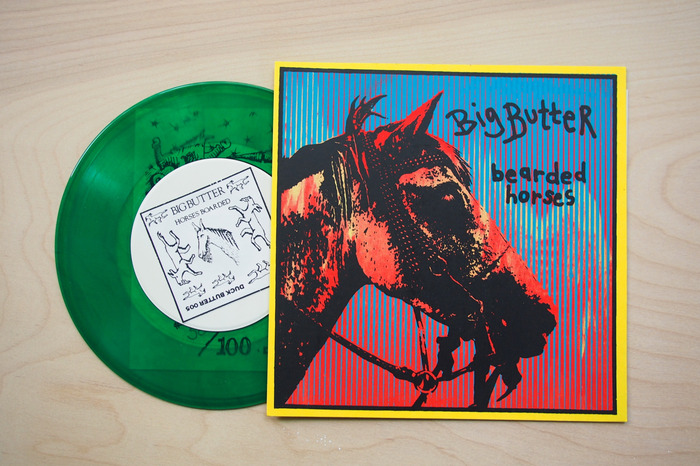 Big Butter
bearded
horses
BIG BUTTER
HORSES BOARDED
DUCK BUTTER 005
/100